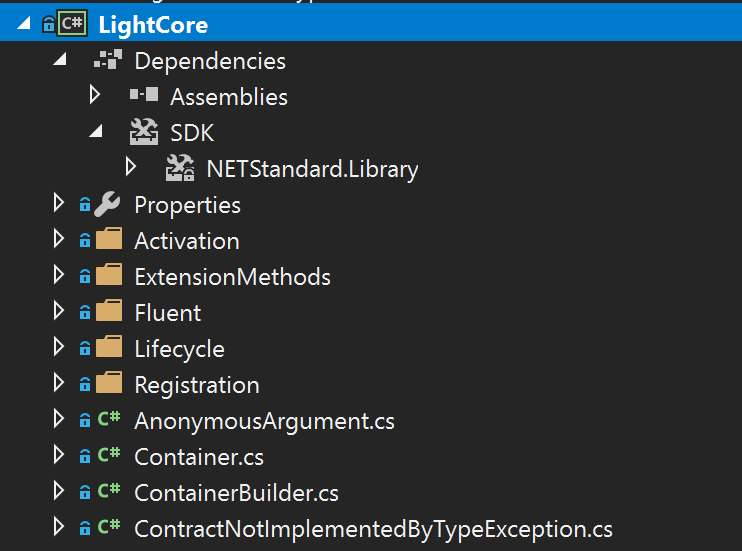 C# LightCore
Dependencies
Assemblies
SDK
NETStandard.Library
Properties
Activation
ExtensionMethods
Fluent
Lifecycle
Registration
C# AnonymousArgument.cs
C# Container.cs
C# ContainerBuilder.cs
C# ContractNotImplementedByTypeException.cs